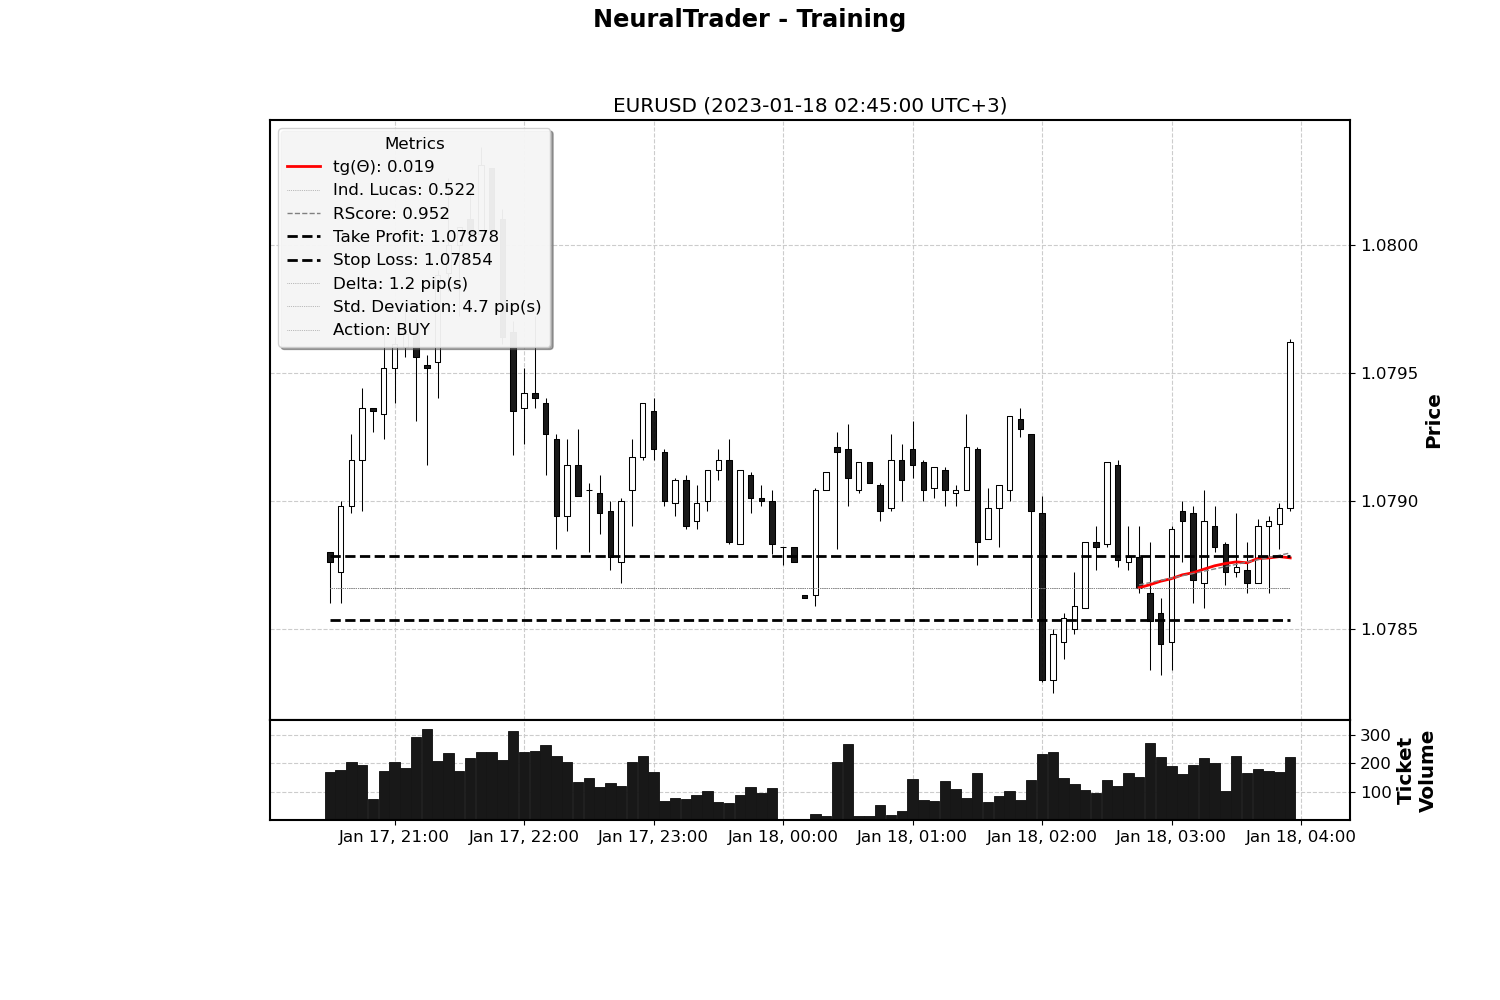 NeuralTrader - Training
EURUSD (2023-01-18 02:45:00 UTC+3)
Metrics
tg(Θ): 0.019
Ind. Lucas: 0.522
RScore: 0.952
Take Profit: 1.07878
Stop Loss: 1.07854
Delta: 1.2 pip(s)
Std. Deviation: 4.7 pip(s)
Action: BUY
1.0800
1.0795
1.0790
1.0785
Price
300
200
100
Ticket
Volume
Jan 17, 21:00
Jan 17, 22:00
Jan 17, 23:00
Jan 18, 00:00
Jan 18, 01:00
Jan 18, 02:00
Jan 18, 03:00
Jan 18, 04:00